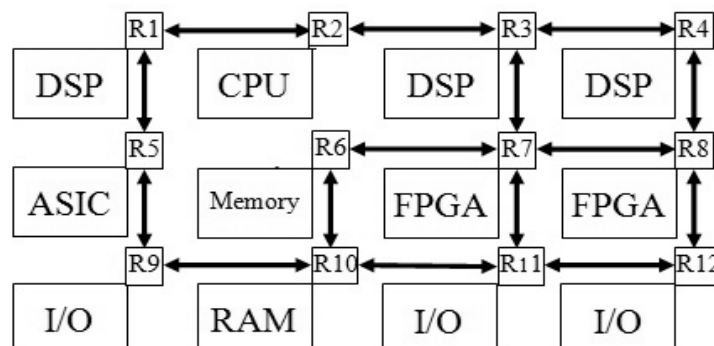 R1 R2 R3 R4
DSP CPU DSP DSP
R5 R6 R7 R8
ASIC Memory FPGA FPGA
R9 R10 R11 R12
I/O RAM I/O I/O